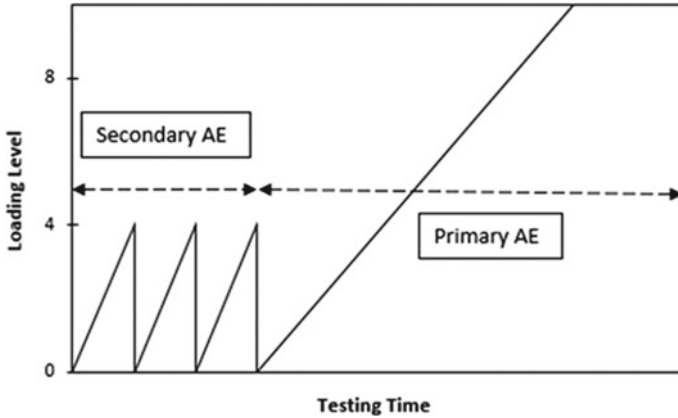 8
Secondary AE
Loading Level
4
Primary AE
0
Testing Time